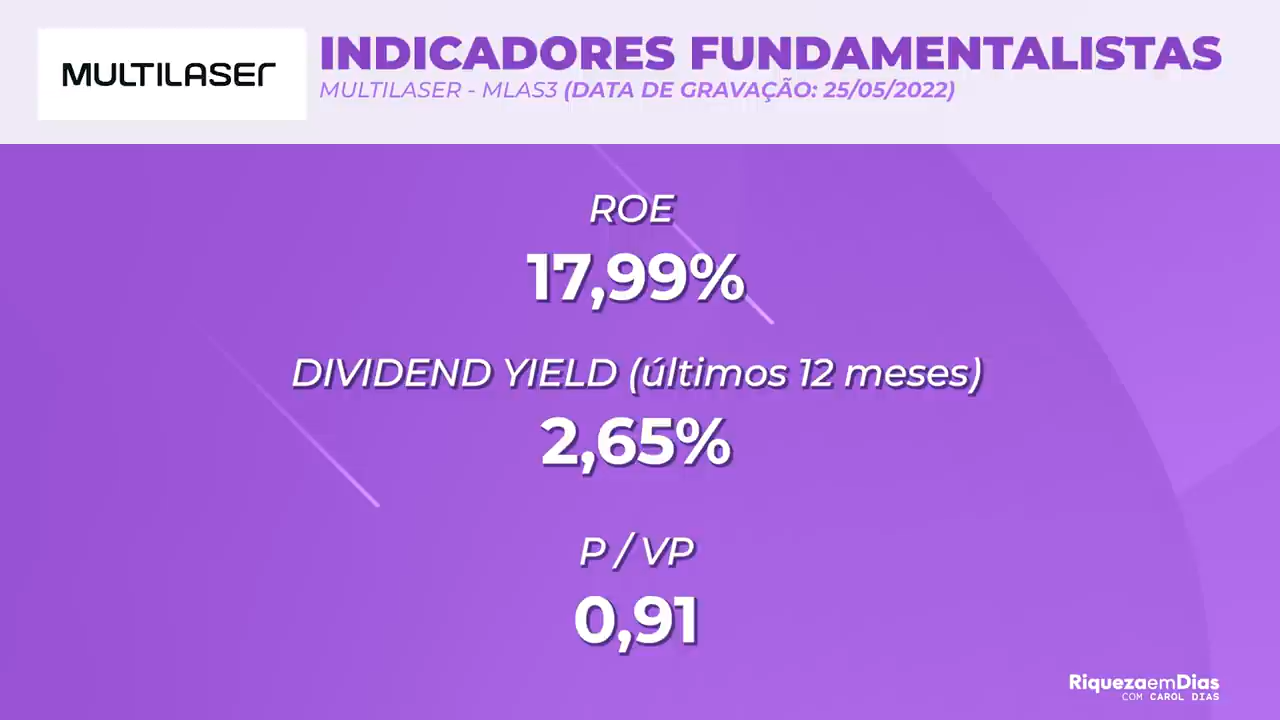 MULTILASER
INDICADORES FUNDAMENTALISTAS
MULTILASER - MLAS3 (DATA DE GRAVAÇÃO: 25/05/2022)
ROE
17,99%
DIVIDEND YIELD (últimos 12 meses)
2,65%
P / VP
0,91
RiquezaemDias
COM CAROL DIAS